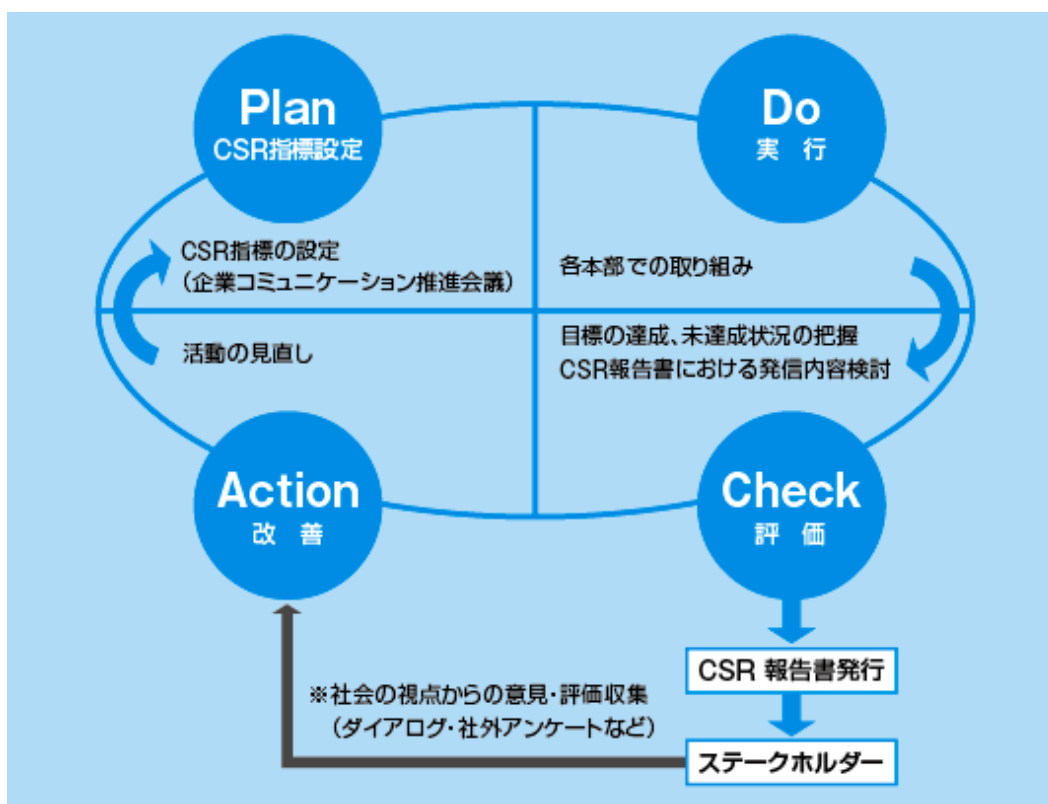 Plan
CSR指標設定
Do
実 行
CSR指標の設定
（企業コミュニケーション推進会議）
各本部での取り組み
活動の見直し
目標の達成、未達成状況の把握
CSR報告書における発信内容検討
Action
改 善
Check
評 価
CSR 報告書発行
※社会の視点からの意見・評価収集
（ダイアログ・社外アンケートなど）
ステークホルダー